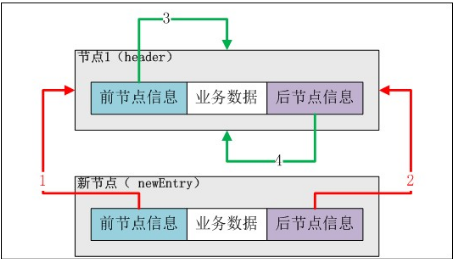 3
节点1（header）
前节点信息 业务数据 后节点信息
4
1
2
新节点（ newEntry）
前节点信息 业务数据 后节点信息